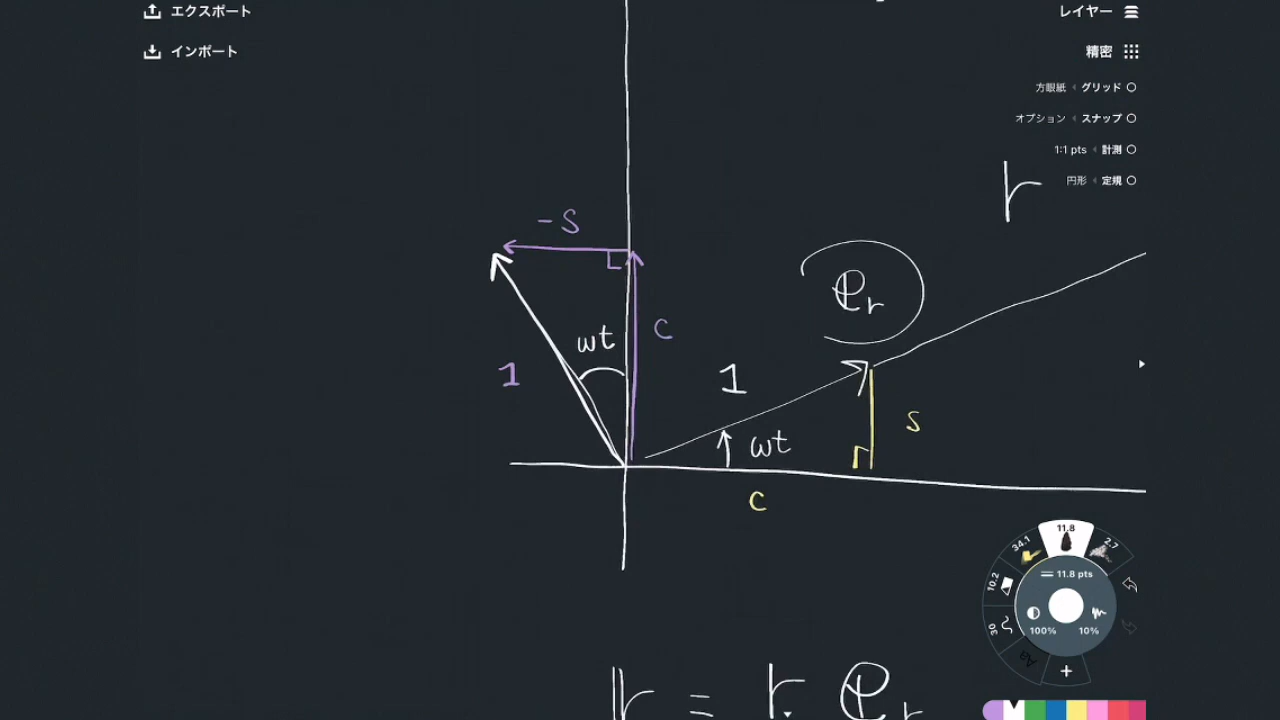 エクスポート
インポート
レイヤー
精密
方眼紙 グリッド
オプション スナップ
1:1 pts 計測
円形 定規
r
-s
e_r
ωt
c
1
1
s
ωt
c
11.8
34.1
2.7
10.2
11.8 pts
30
100%
10%
Aa
+
r = r e_r